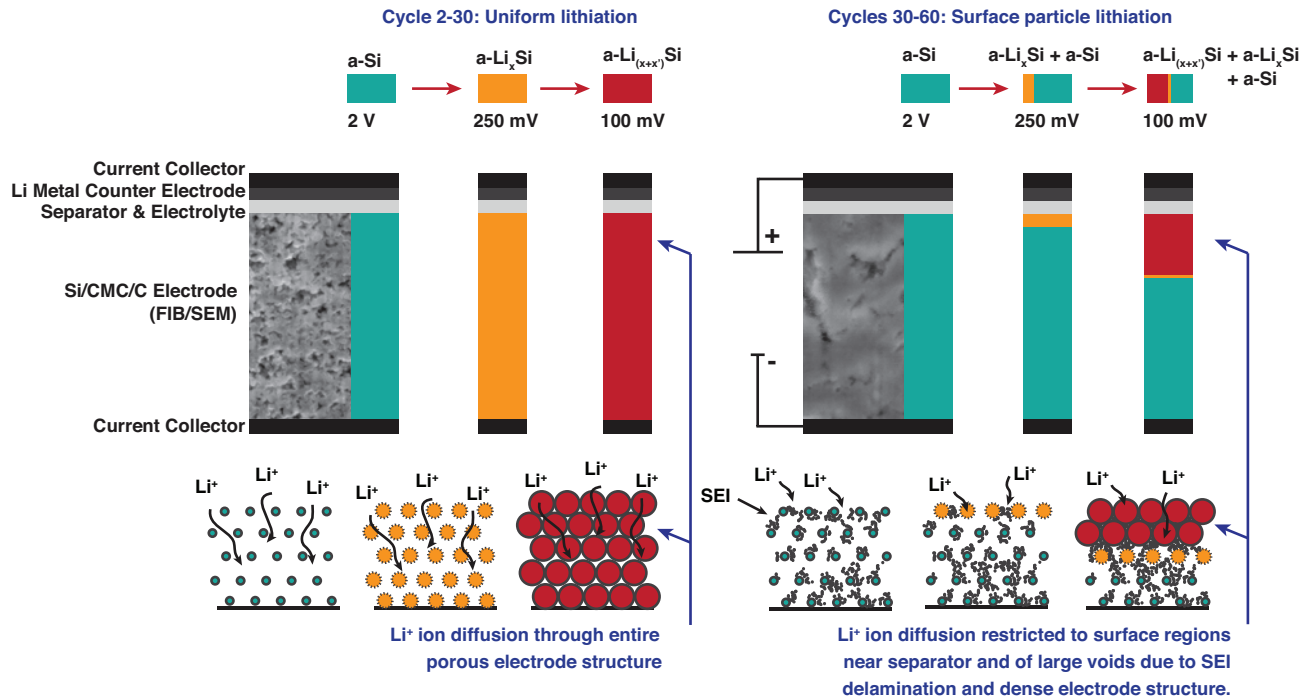 Cycle 2-30: Uniform lithiation
a-Si
a-LiₓSi
a-Li₍ₓ₊ₓ'₎Si
2 V
250 mV
100 mV
Cycles 30-60: Surface particle lithiation
a-Si
a-LiₓSi + a-Si
a-Li₍ₓ₊ₓ'₎Si + a-LiₓSi
+ a-Si
2 V
250 mV
100 mV
Current Collector
Li Metal Counter Electrode
Separator & Electrolyte
Si/CMC/C Electrode
(FIB/SEM)
Current Collector
+
-
Li⁺
Li⁺
Li⁺
Li⁺
Li⁺
Li⁺
Li⁺
Li⁺
Li⁺
Li⁺ ion diffusion through entire
porous electrode structure
SEI
Li⁺
Li⁺
Li⁺
Li⁺
Li⁺
Li⁺
Li⁺ ion diffusion restricted to surface regions
near separator and of large voids due to SEI
delamination and dense electrode structure.